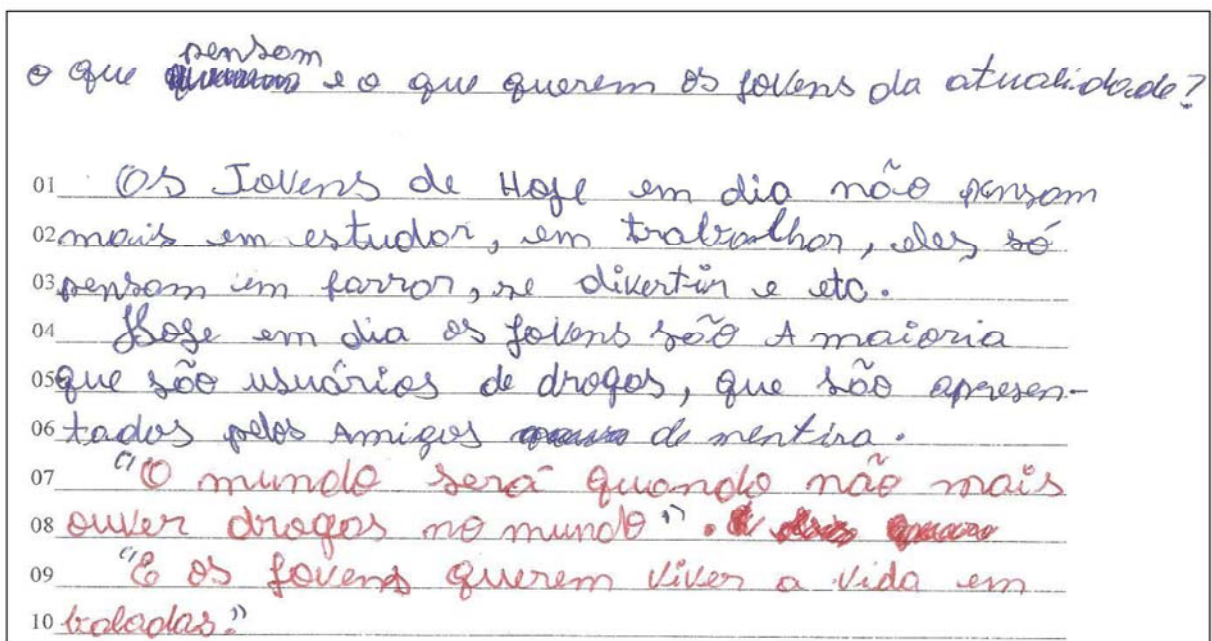 pensam
o que e o que querem os jovens da atualidade?
01 Os Jovens de Hoje em dia não pensam
02 mais em estudar, em trabalhar, eles só
03 pensam em farrar, se divertir e etc.
04 Hoje em dia os jovens são A maioria
05 que são usuários de drogas, que são apresen-
06 tados pelos Amigos de mentira.
07 "O mundo será quando não mais
08 ouver drogas no mundo".
09 "E os jovens querem viver a vida em
10 baladas."